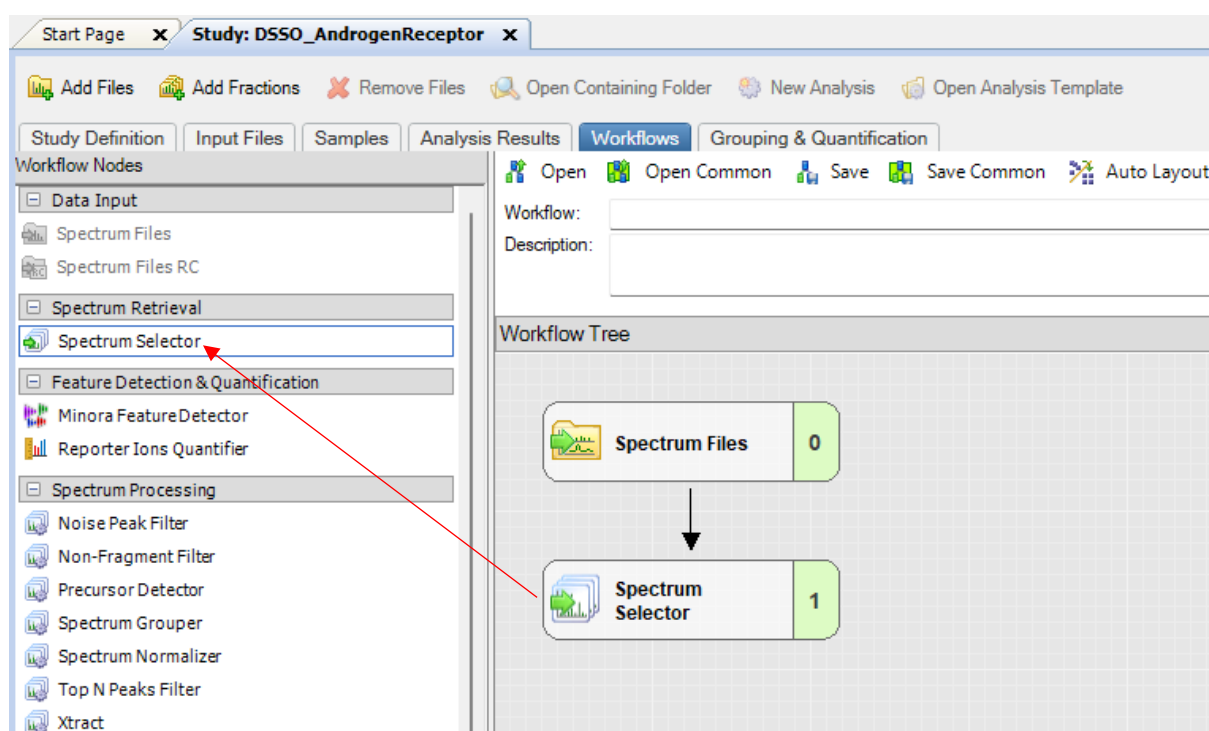 Start Page x Study: DSSO_AndrogenReceptor x
Add Files Add Fractions Remove Files Open Containing Folder New Analysis Open Analysis Template
Study Definition Input Files Samples Analysis Results Workflows Grouping & Quantification
Workflow Nodes
Data Input
Spectrum Files
Spectrum Files RC
Spectrum Retrieval
Spectrum Selector
Feature Detection & Quantification
Minora Feature Detector
Reporter Ions Quantifier
Spectrum Processing
Noise Peak Filter
Non-Fragment Filter
Precursor Detector
Spectrum Grouper
Spectrum Normalizer
Top N Peaks Filter
Xtract
Open Open Common Save Save Common Auto Layout
Workflow:
Description:
Workflow Tree
Spectrum Files 0
Spectrum
Selector 1